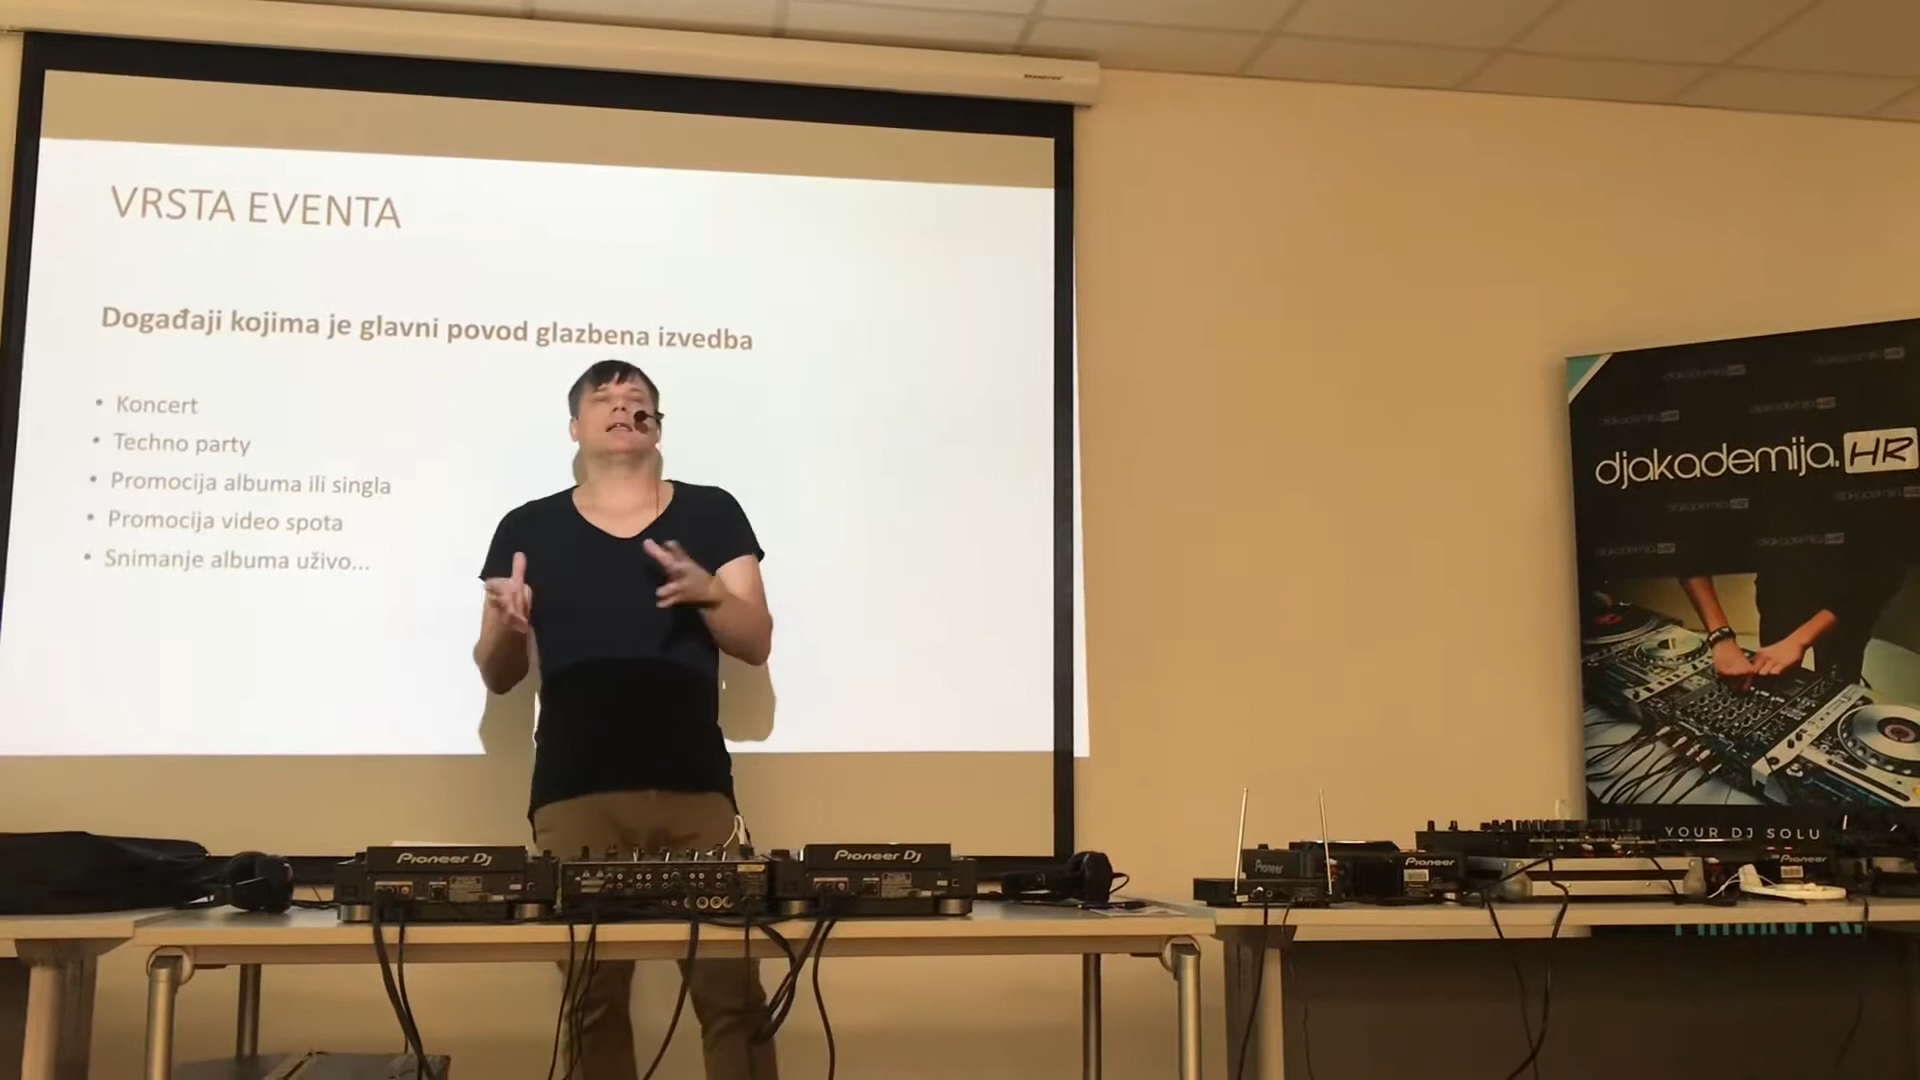 VRSTA EVENTA
Događaji kojima je glavni povod glazbena izvedba
• Koncert
• Techno party
• Promocija albuma ili singla
• Promocija video spota
• Snimanje albuma uživo...
djakademija.HR
YOUR DJ SOLU
Pioneer Dj
Pioneer Dj
Pioneer
Pioneer
Pioneer